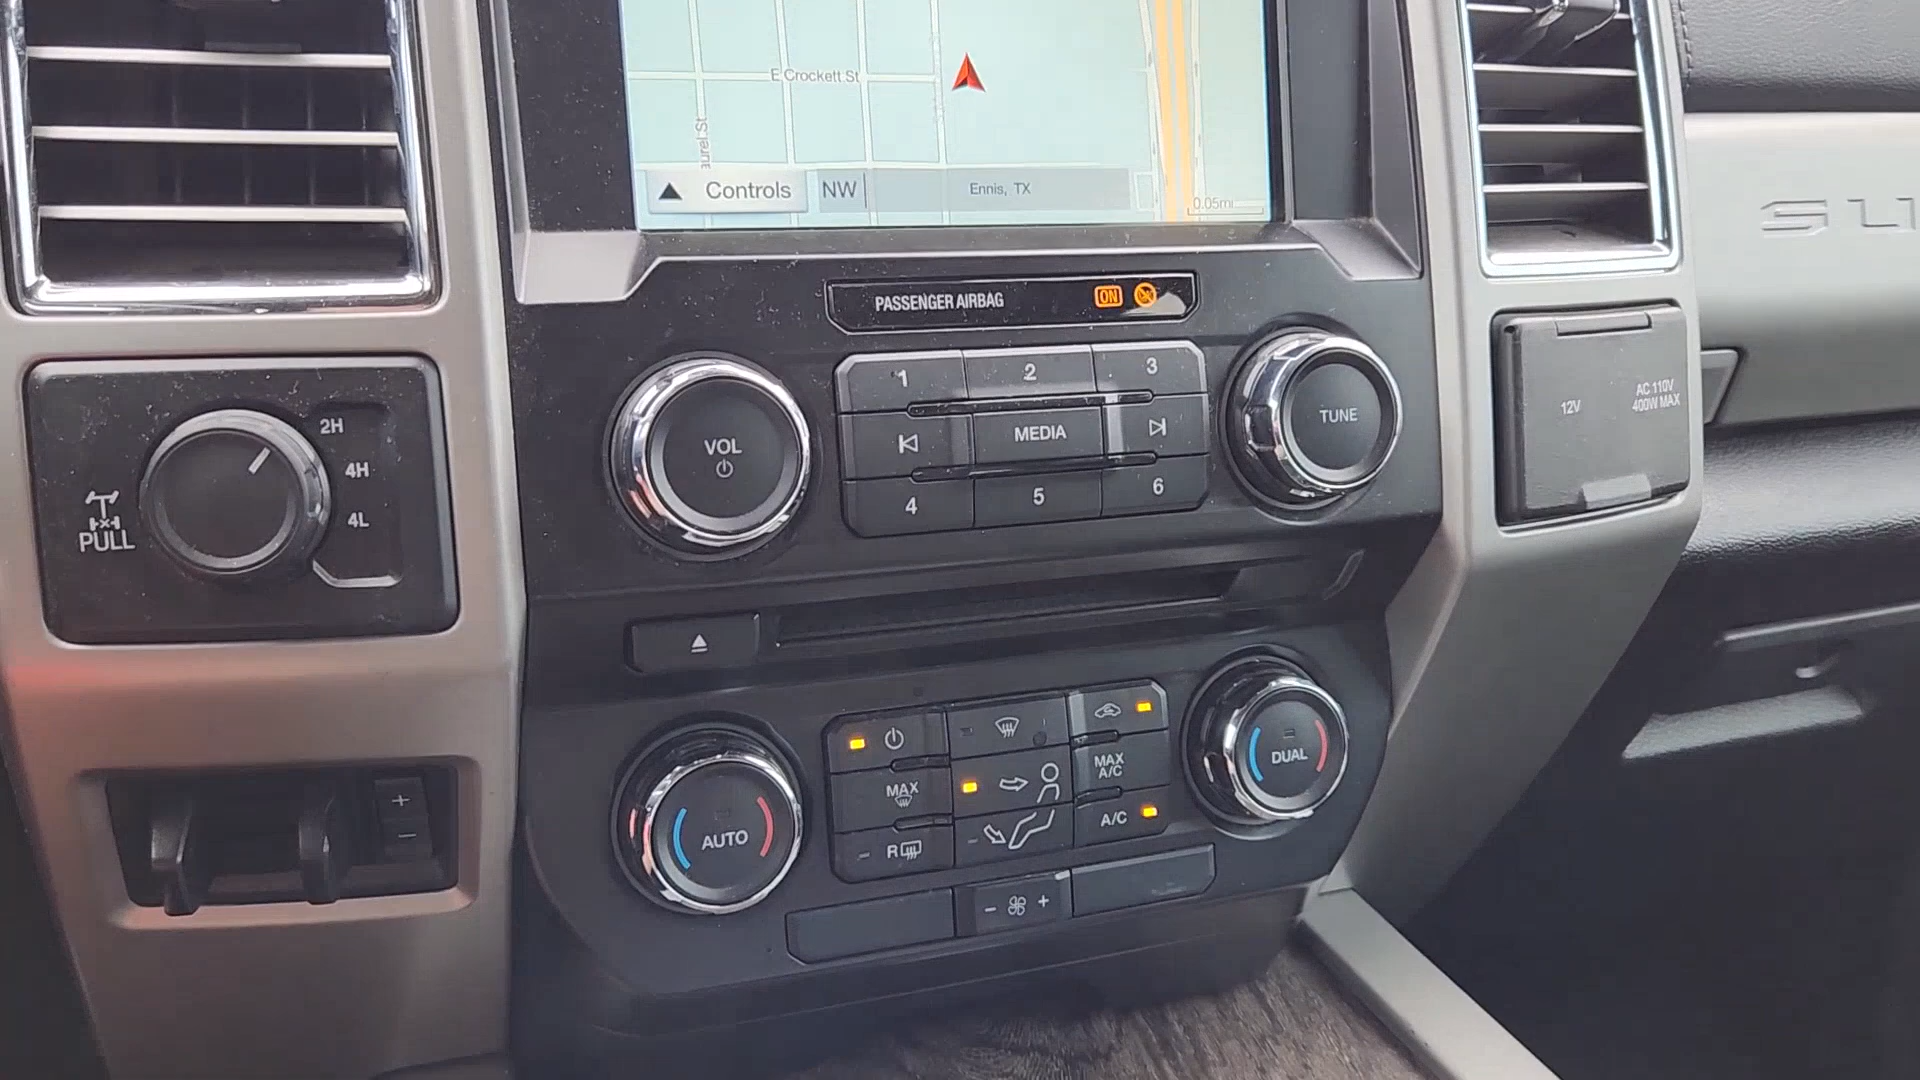 E Crockett St
aurel St
Controls
NW
Ennis, TX
0.05mi
PASSENGER AIRBAG
ON
1
2
3
MEDIA
4
5
6
VOL
TUNE
2H
4H
4L
PULL
12V
AC 110V
400W MAX
AUTO
MAX
R
MAX
A/C
A/C
DUAL
- +
+
-